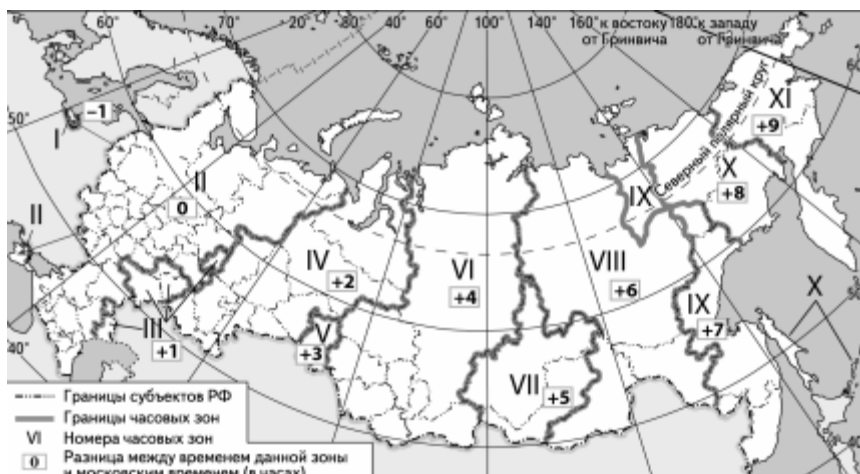 60°
70°
20°
-80°
40°
60°
100°
140°
160° к востоку
от Гринвича
180° к западу
от Гринвича
50°
I
-1
II
0
II
40°
III
+1
IV
+2
V
+3
VI
+4
VII
+5
VIII
+6
IX
IX
+7
Северный полярный круг
X
+8
XI
+9
X
Границы субъектов РФ
Границы часовых зон
VI Номера часовых зон
0 Разница между временем данной зоны
и московским временем (в часах)